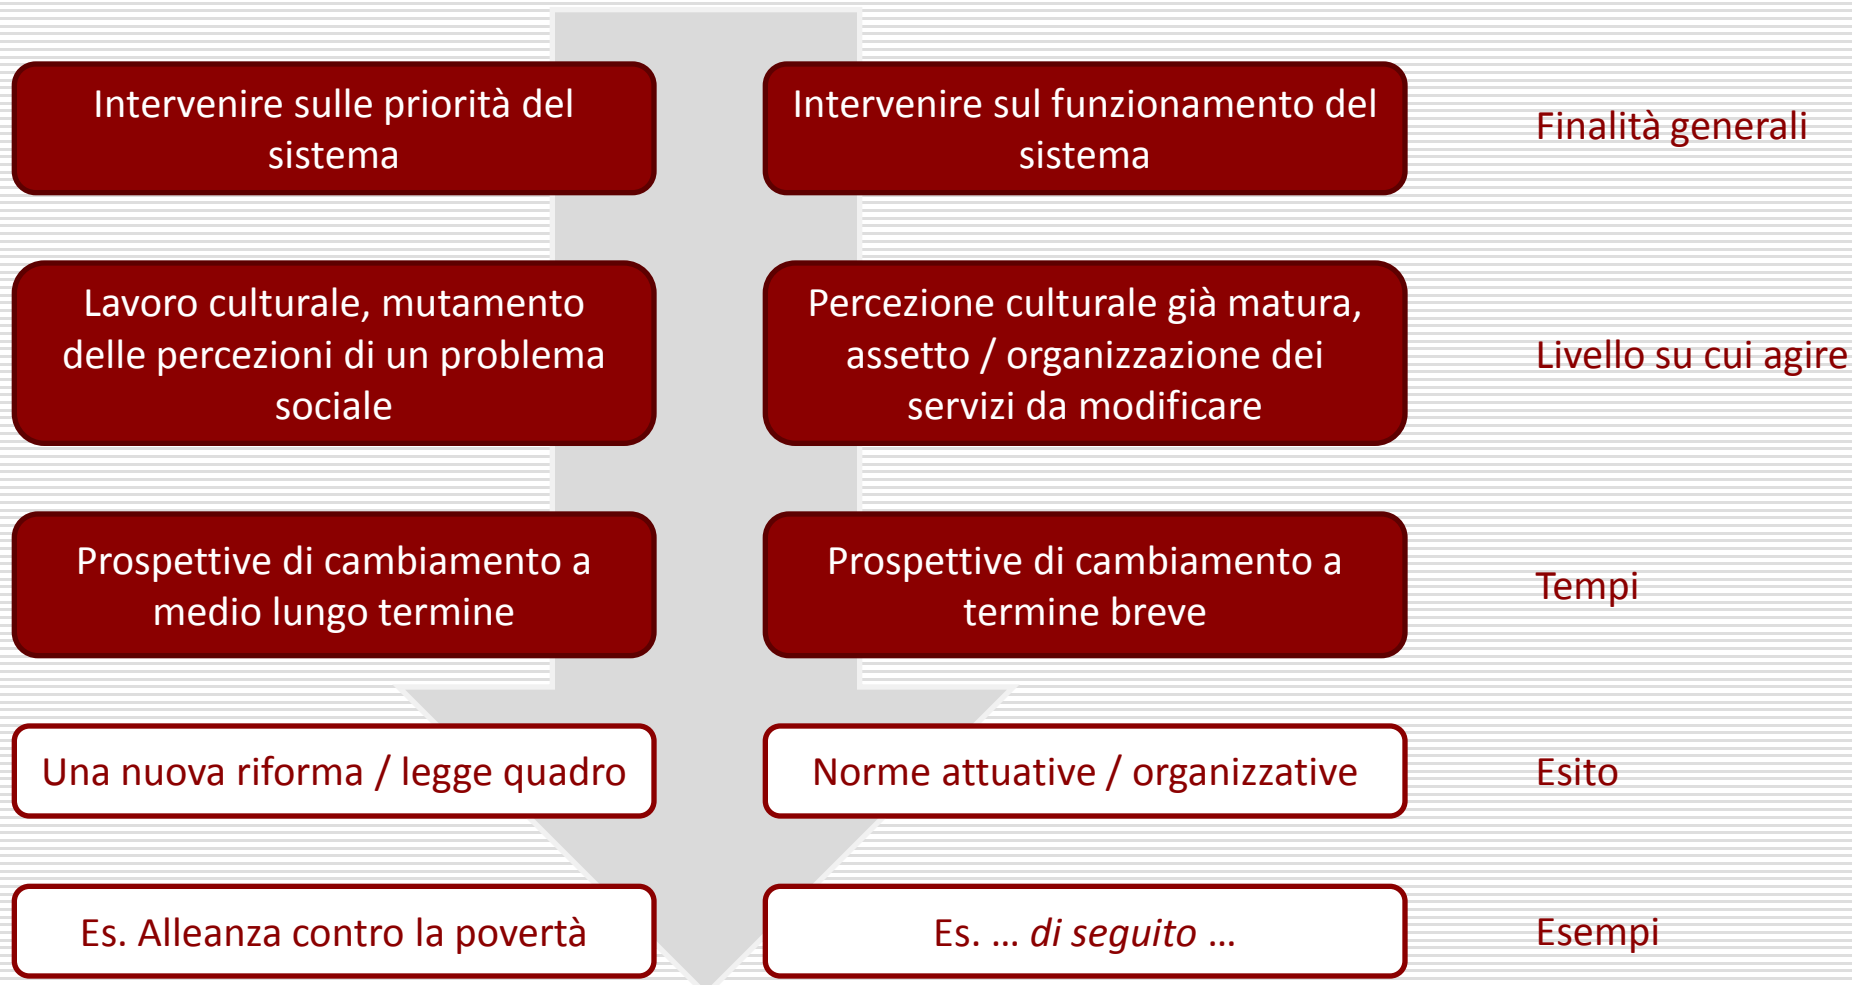 Intervenire sulle priorità del
sistema
Intervenire sul funzionamento del
sistema
Finalità generali
Lavoro culturale, mutamento
delle percezioni di un problema
sociale
Percezione culturale già matura,
assetto / organizzazione dei
servizi da modificare
Livello su cui agire
Prospettive di cambiamento a
medio lungo termine
Prospettive di cambiamento a
termine breve
Tempi
Una nuova riforma / legge quadro
Norme attuative / organizzative
Esito
Es. Alleanza contro la povertà
Es. … di seguito …
Esempi